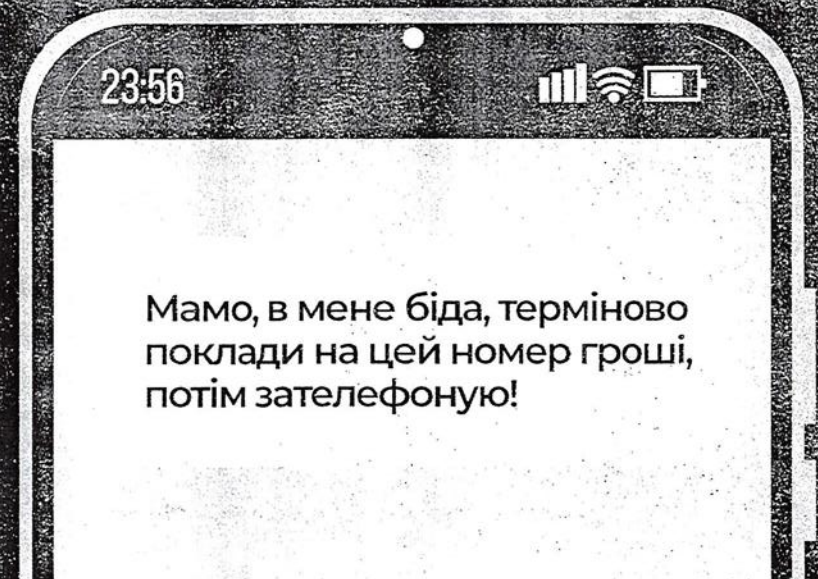 23:56
Мамо, в мене біда, терміново
поклади на цей номер гроші,
потім зателефоную!